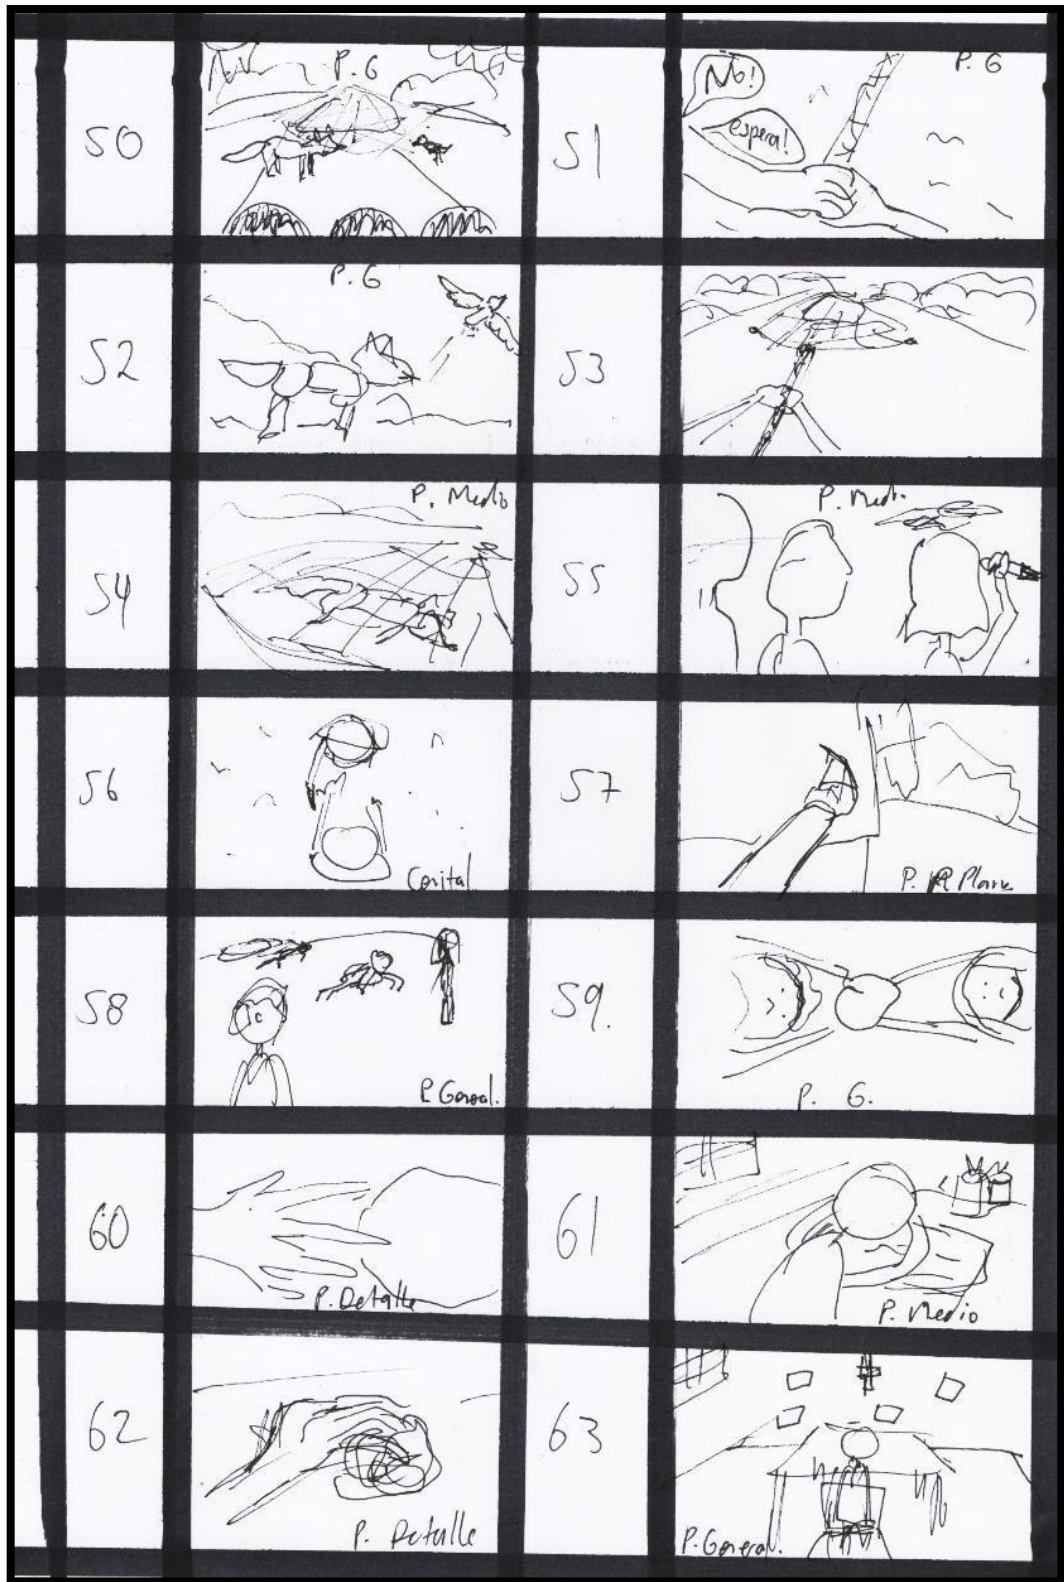 50
P. G
51
P. G
No!
espera!
52
P. G
53
54
P. Medio
55
P. Med.
56
Cenital
57
P.
58
P. General.
59.
P. G.
60
P. Detalle
61
P. Medio
62
P. Detalle
63
P. General.